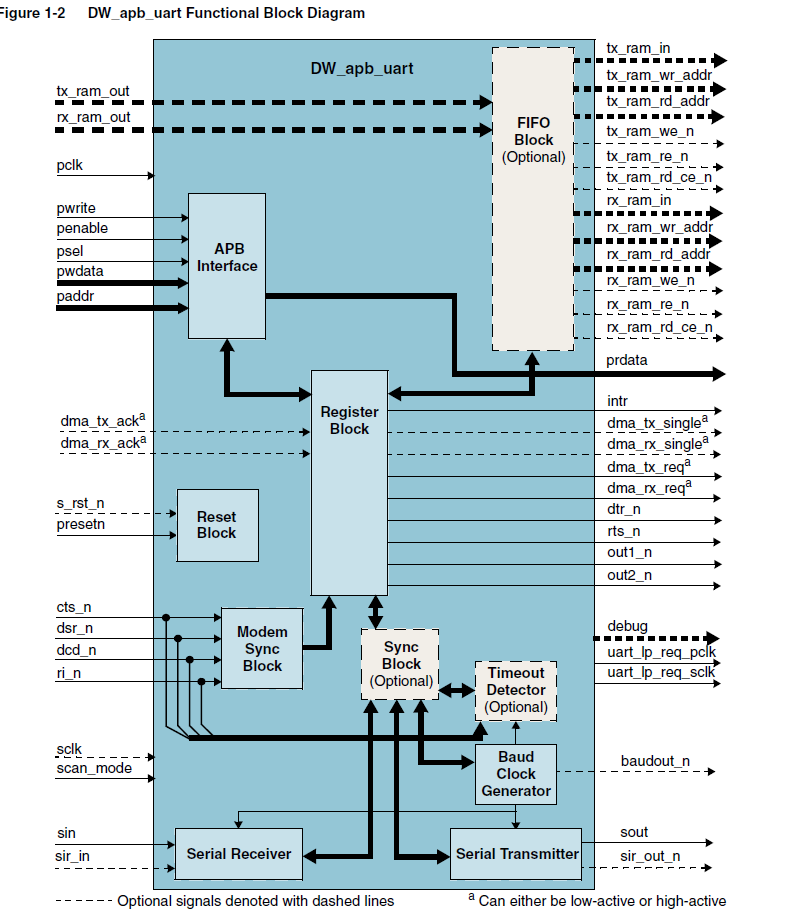 Figure 1-2 DW_apb_uart Functional Block Diagram
DW_apb_uart
tx_ram_out
rx_ram_out
pclk
pwrite
penable
psel
pwdata
paddr
APB
Interface
FIFO
Block
(Optional)
tx_ram_in
tx_ram_wr_addr
tx_ram_rd_addr
tx_ram_we_n
tx_ram_re_n
tx_ram_rd_ce_n
rx_ram_in
rx_ram_wr_addr
rx_ram_rd_addr
rx_ram_we_n
rx_ram_re_n
rx_ram_rd_ce_n
prdata
Register
Block
dma_tx_ack^a
dma_rx_ack^a
intr
dma_tx_single^a
dma_rx_single^a
dma_tx_req^a
dma_rx_req^a
dtr_n
rts_n
out1_n
out2_n
s_rst_n
presetn
Reset
Block
cts_n
dsr_n
dcd_n
ri_n
Modem
Sync
Block
Sync
Block
(Optional)
Timeout
Detector
(Optional)
debug
uart_lp_req_pclk
uart_lp_req_sclk
sclk
scan_mode
Baud
Clock
Generator
baudout_n
sin
sir_in
Serial Receiver
Serial Transmitter
sout
sir_out_n
Optional signals denoted with dashed lines
^a Can either be low-active or high-active